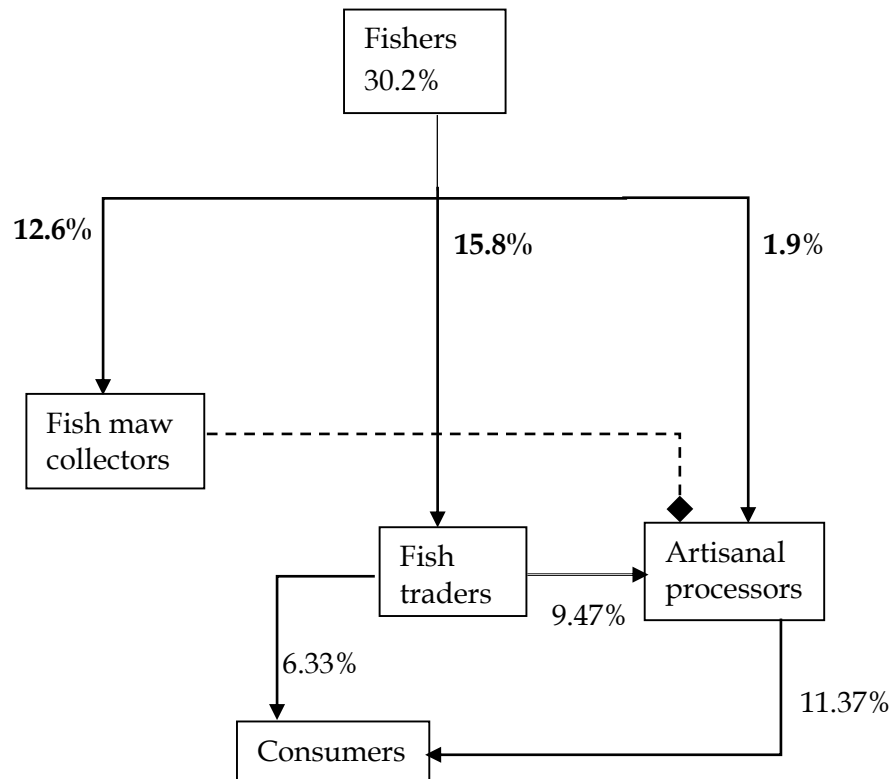 Fishers
30.2%
12.6%
15.8%
1.9%
Fish maw
collectors
Fish
traders
Artisanal
processors
9.47%
6.33%
11.37%
Consumers